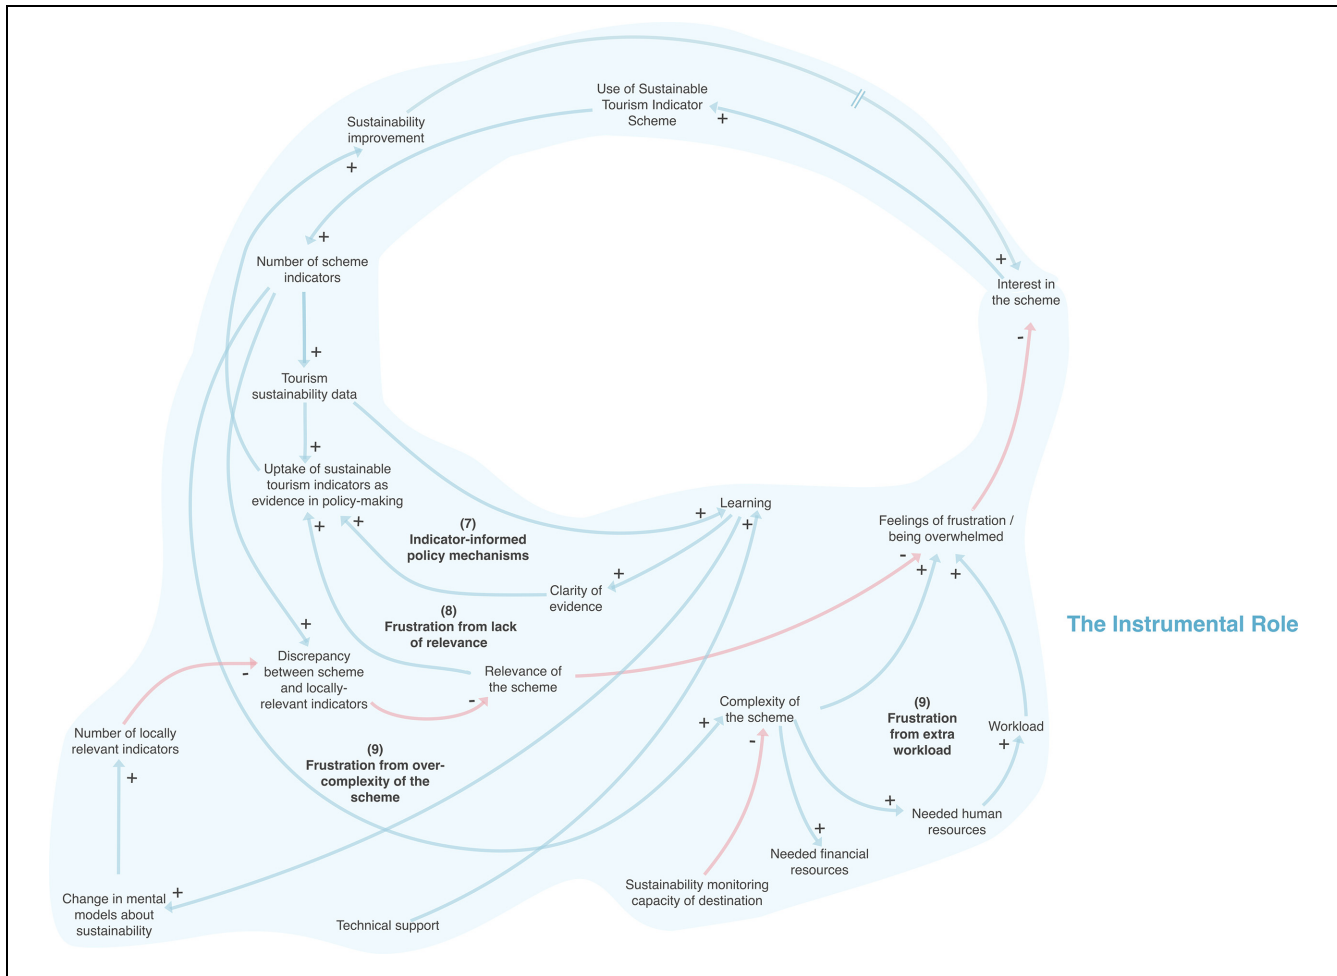 Use of Sustainable
Tourism Indicator
Scheme
+
Sustainability
improvement
+
+
Number of scheme
indicators
+
Interest in
the scheme
-
+
Tourism
sustainability data
+
Uptake of sustainable
tourism indicators as
evidence in policy-making
+
+
(7)
Indicator-informed
policy mechanisms
+
Learning
+
Feelings of frustration /
being overwhelmed
-
+
+
+
Clarity of
evidence
(8)
Frustration from lack
of relevance
The Instrumental Role
+
Discrepancy
between scheme
and locally-
relevant indicators
-
-
Relevance of
the scheme
Number of locally
relevant indicators
+
(9)
Frustration from over-
complexity of the
scheme
+
Complexity of
the scheme
-
(9)
Frustration
from extra
workload
Workload
+
+
Needed human
resources
+
Needed financial
resources
Sustainability monitoring
capacity of destination
Change in mental
models about
sustainability
+
Technical support